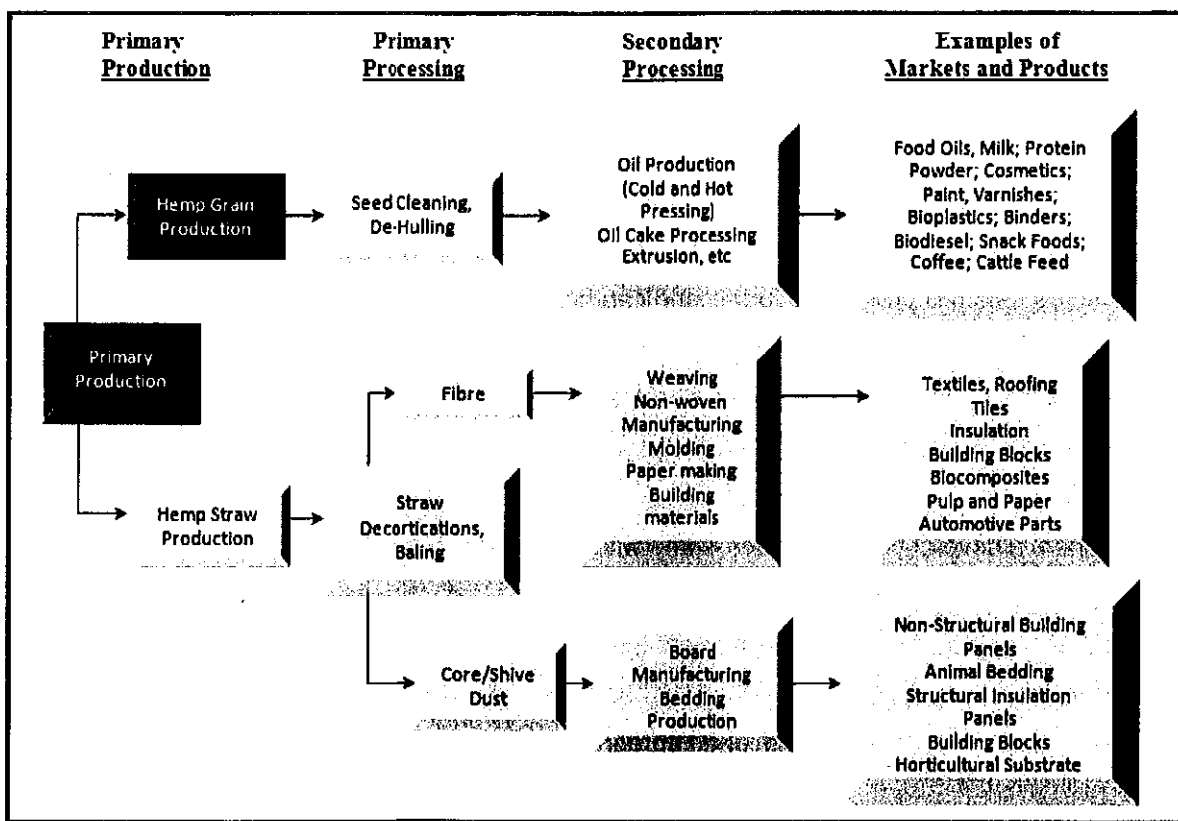 Primary
Production
Primary
Processing
Secondary
Processing
Examples of
Markets and Products
Hemp Grain
Production
Seed Cleaning,
De-Hulling
Oil Production
(Cold and Hot
Pressing)
Oil Cake Processing
Extrusion, etc
Food Oils, Milk; Protein
Powder; Cosmetics;
Paint, Varnishes;
Bioplastics; Binders;
Biodiesel; Snack Foods;
Coffee; Cattle Feed
Primary
Production
Fibre
Weaving
Non-woven
Manufacturing
Molding
Paper making
Building
materials
Textiles, Roofing
Tiles
Insulation
Building Blocks
Biocomposites
Pulp and Paper
Automotive Parts
Hemp Straw
Production
Straw
Decortications,
Baling
Core/Shive
Dust
Board
Manufacturing
Bedding
Production
Non-Structural Building
Panels
Animal Bedding
Structural Insulation
Panels
Building Blocks
Horticultural Substrate